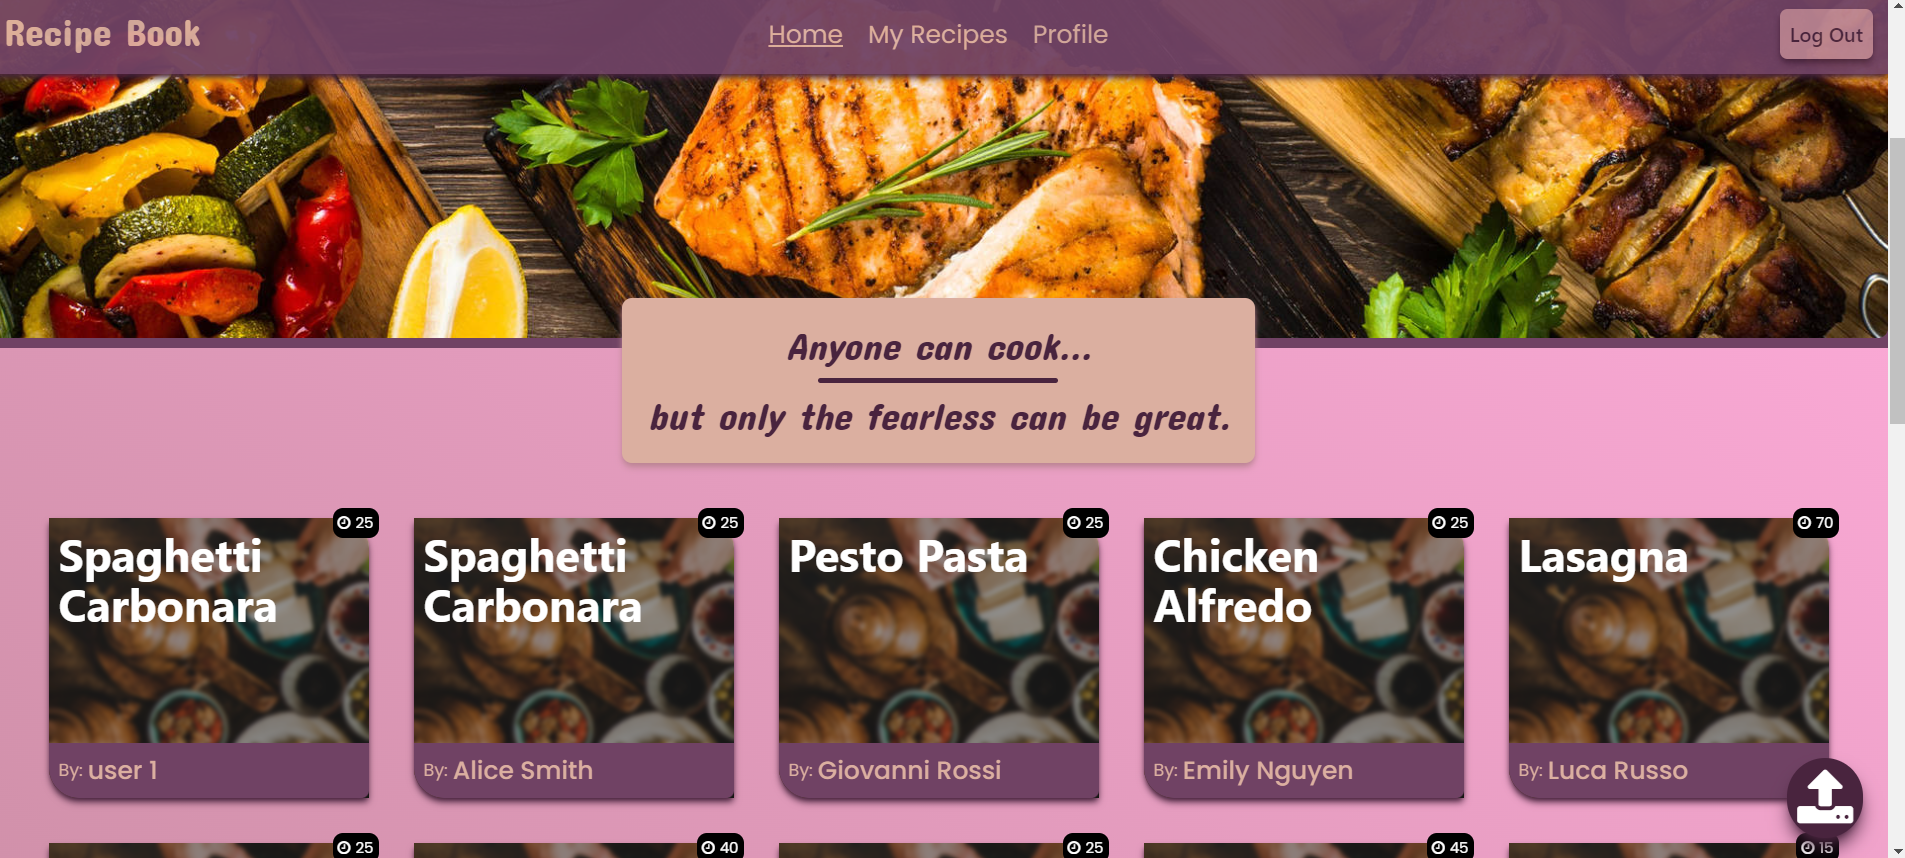 Recipe Book
Home
My Recipes
Profile
Log Out
Anyone can cook...
but only the fearless can be great.
25
Spaghetti
Carbonara
By: user 1
25
Spaghetti
Carbonara
By: Alice Smith
25
Pesto Pasta
By: Giovanni Rossi
25
Chicken
Alfredo
By: Emily Nguyen
70
Lasagna
By: Luca Russo
25
40
25
45
15